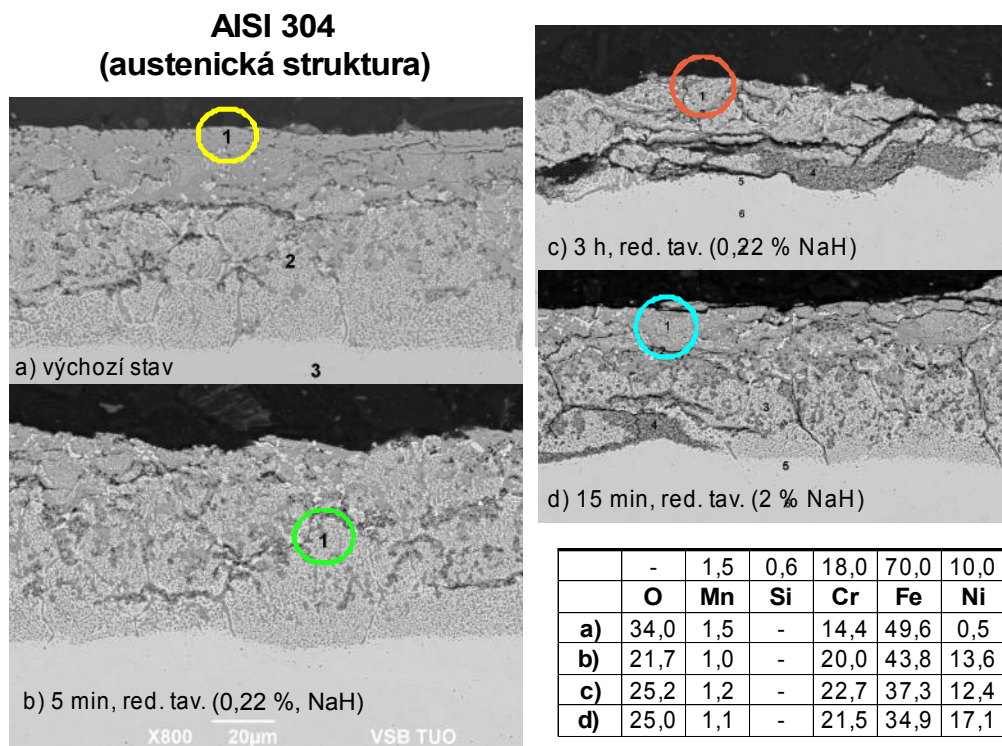 AISI 304
(austenická struktura)
1
2
3
a) výchozí stav
1
b) 5 min, red. tav. (0,22 %, NaH)
X800 20µm VSB TUO
1
4
5
6
c) 3 h, red. tav. (0,22 % NaH)
1
2
3
4
5
d) 15 min, red. tav. (2 % NaH)
- 1,5 0,6 18,0 70,0 10,0
O Mn Si Cr Fe Ni
a) 34,0 1,5 - 14,4 49,6 0,5
b) 21,7 1,0 - 20,0 43,8 13,6
c) 25,2 1,2 - 22,7 37,3 12,4
d) 25,0 1,1 - 21,5 34,9 17,1